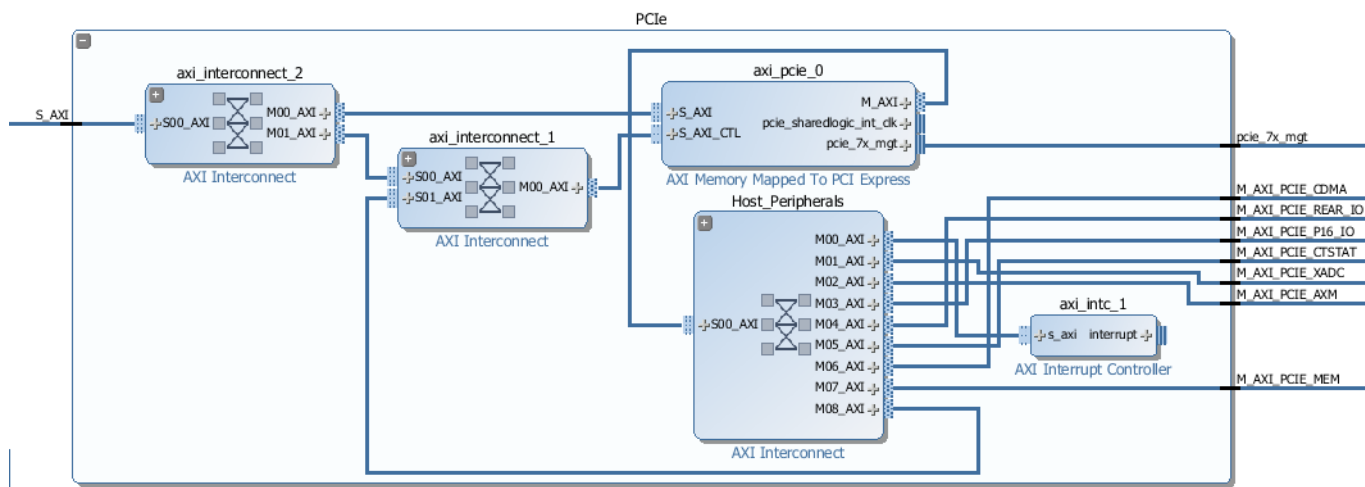 PCIe
axi_interconnect_2
S_AXI
S00_AXI
M00_AXI
M01_AXI
AXI Interconnect
axi_interconnect_1
S00_AXI
S01_AXI
M00_AXI
AXI Interconnect
axi_pcie_0
S_AXI
S_AXI_CTL
M_AXI
pcie_sharedlogic_int_clk
pcie_7x_mgt
AXI Memory Mapped To PCI Express
Host_Peripherals
S00_AXI
M00_AXI
M01_AXI
M02_AXI
M03_AXI
M04_AXI
M05_AXI
M06_AXI
M07_AXI
M08_AXI
AXI Interconnect
axi_intc_1
s_axi interrupt
AXI Interrupt Controller
pcie_7x_mgt
M_AXI_PCIE_CDMA
M_AXI_PCIE_REAR_IO
M_AXI_PCIE_P16_IO
M_AXI_PCIE_CTSTAT
M_AXI_PCIE_XADC
M_AXI_PCIE_AXM
M_AXI_PCIE_MEM